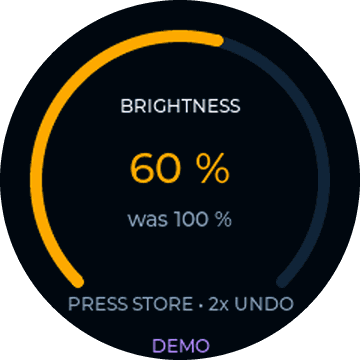 BRIGHTNESS
60 %
was 100 %
PRESS STORE • 2x UNDO
DEMO